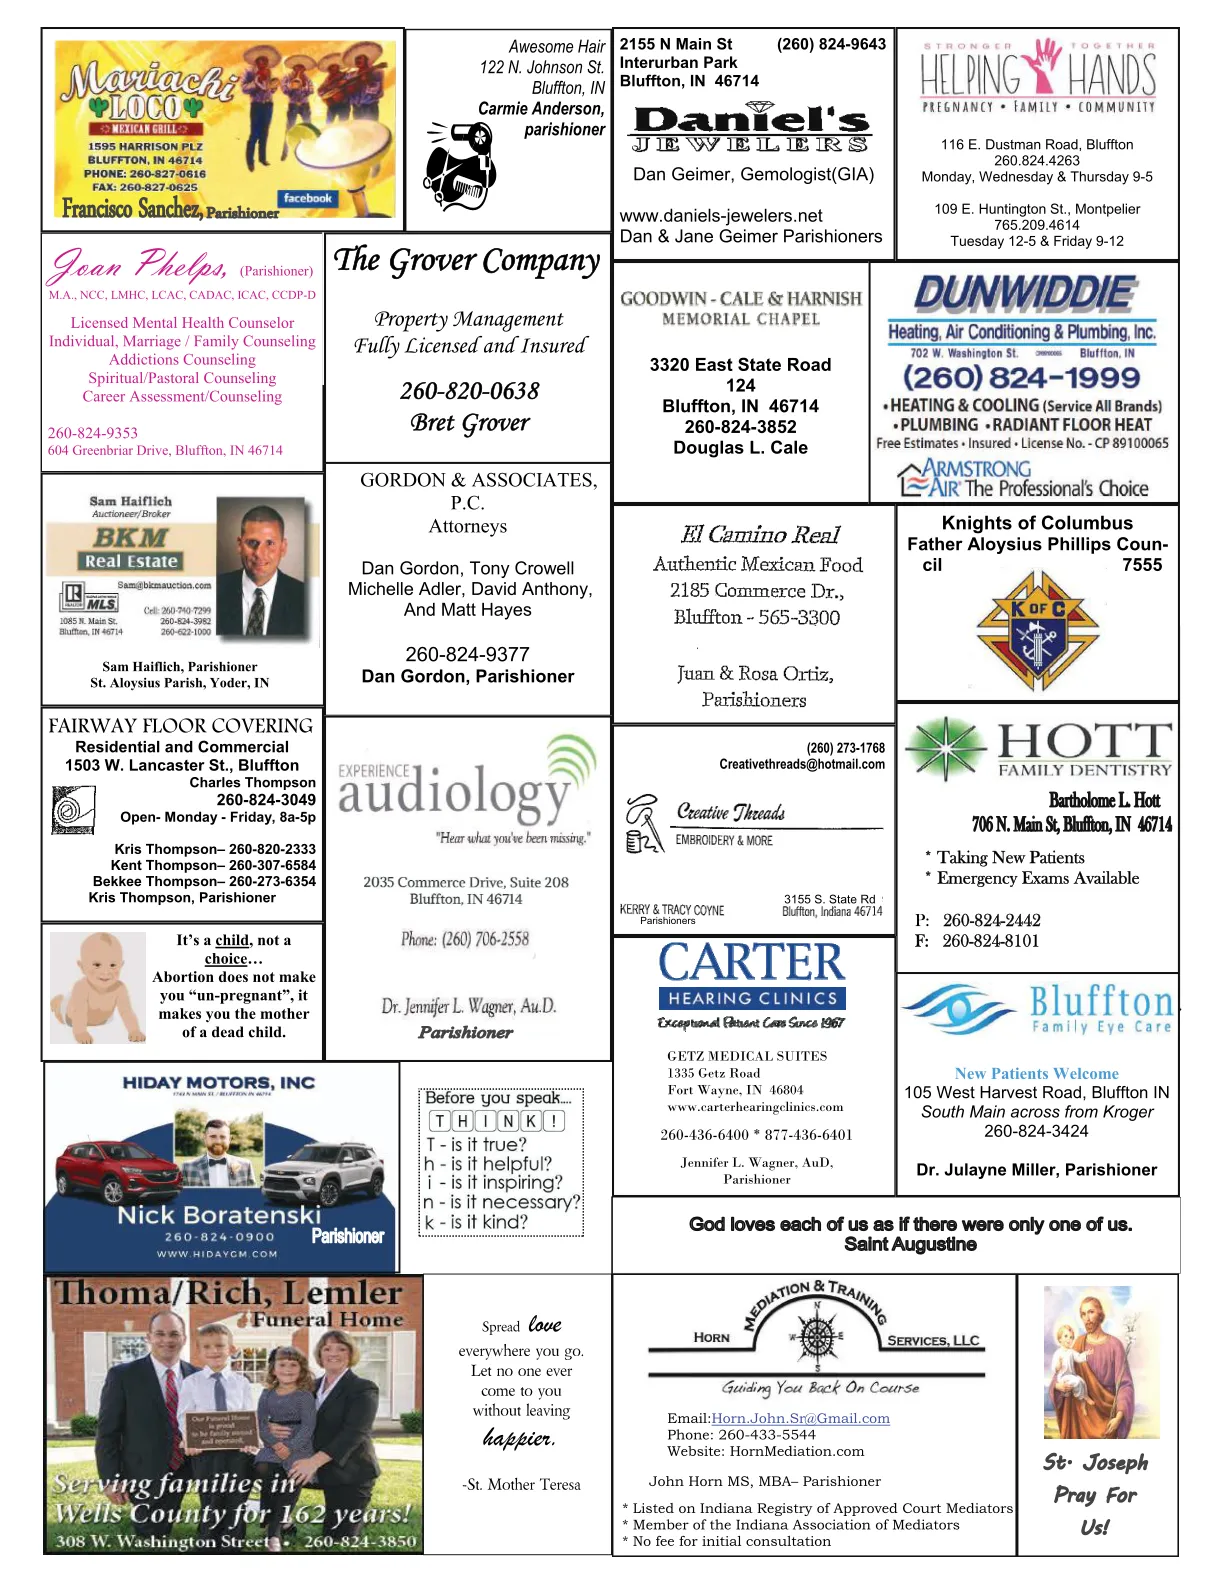 Mariachi
LOCO
MEXICAN GRILL
1595 HARRISON PLZ
BLUFFTON, IN 46714
PHONE: 260-827-0616
FAX: 260-827-0625
facebook
Francisco Sanchez, Parishioner
Awesome Hair
122 N. Johnson St.
Bluffton, IN
Carmie Anderson,
parishioner
2155 N Main St (260) 824-9643
Interurban Park
Bluffton, IN 46714
Daniel's
JEWELERS
Dan Geimer, Gemologist(GIA)
www.daniels-jewelers.net
Dan & Jane Geimer Parishioners
STRONGER TOGETHER
HELPING HANDS
PREGNANCY • FAMILY • COMMUNITY
116 E. Dustman Road, Bluffton
260.824.4263
Monday, Wednesday & Thursday 9-5
109 E. Huntington St., Montpelier
765.209.4614
Tuesday 12-5 & Friday 9-12
Joan Phelps, (Parishioner)
M.A., NCC, LMHC, LCAC, CADAC, ICAC, CCDP-D
Licensed Mental Health Counselor
Individual, Marriage / Family Counseling
Addictions Counseling
Spiritual/Pastoral Counseling
Career Assessment/Counseling
260-824-9353
604 Greenbriar Drive, Bluffton, IN 46714
The Grover Company
Property Management
Fully Licensed and Insured
260-820-0638
Bret Grover
GOODWIN - CALE & HARNISH
MEMORIAL CHAPEL
3320 East State Road
124
Bluffton, IN 46714
260-824-3852
Douglas L. Cale
DUNWIDDIE
Heating, Air Conditioning & Plumbing, Inc.
702 W. Washington St. Bluffton, IN
(260) 824-1999
• HEATING & COOLING (Service All Brands)
• PLUMBING • RADIANT FLOOR HEAT
Free Estimates • Insured • License No. - CP 89100065
ARMSTRONG
AIR The Professional's Choice
Sam Haiflich
Auctioneer/Broker
BKM
Real Estate
REALTOR
MLS
Sam@bkmauction.com
Cell: 260-740-7299
1085 N. Main St. 260-824-3982
Bluffton, IN 46714 260-622-1000
Sam Haiflich, Parishioner
St. Aloysius Parish, Yoder, IN
GORDON & ASSOCIATES,
P.C.
Attorneys
Dan Gordon, Tony Crowell
Michelle Adler, David Anthony,
And Matt Hayes
260-824-9377
Dan Gordon, Parishioner
El Camino Real
Authentic Mexican Food
2185 Commerce Dr.,
Bluffton - 565-3300
Juan & Rosa Ortiz,
Parishioners
Knights of Columbus
Father Aloysius Phillips Coun-
cil 7555
K OF C
FAIRWAY FLOOR COVERING
Residential and Commercial
1503 W. Lancaster St., Bluffton
Charles Thompson
260-824-3049
Open- Monday - Friday, 8a-5p
Kris Thompson– 260-820-2333
Kent Thompson– 260-307-6584
Bekkee Thompson– 260-273-6354
Kris Thompson, Parishioner
EXPERIENCE
audiology
"Hear what you've been missing."
2035 Commerce Drive, Suite 208
Bluffton, IN 46714
Phone: (260) 706-2558
Dr. Jennifer L. Wagner, Au.D.
Parishioner
(260) 273-1768
Creativethreads@hotmail.com
Creative Threads
EMBROIDERY & MORE
3155 S. State Rd
KERRY & TRACY COYNE Bluffton, Indiana 46714
Parishioners
HOTT
FAMILY DENTISTRY
Bartholome L. Hott
706 N. Main St, Bluffton, IN 46714
* Taking New Patients
* Emergency Exams Available
P: 260-824-2442
F: 260-824-8101
It's a child, not a
choice…
Abortion does not make
you “un-pregnant”, it
makes you the mother
of a dead child.
CARTER
HEARING CLINICS
Exceptional Patient Care Since 1967
GETZ MEDICAL SUITES
1335 Getz Road
Fort Wayne, IN 46804
www.carterhearingclinics.com
260-436-6400 * 877-436-6401
Jennifer L. Wagner, AuD,
Parishioner
Bluffton
Family Eye Care
New Patients Welcome
105 West Harvest Road, Bluffton IN
South Main across from Kroger
260-824-3424
Dr. Julayne Miller, Parishioner
HIDAY MOTORS, INC
Nick Boratenski
260-824-0900 Parishioner
WWW.HIDAYGM.COM
Before you speak....
THINK!
T - is it true?
h - is it helpful?
i - is it inspiring?
n - is it necessary?
k - is it kind?
God loves each of us as if there were only one of us.
Saint Augustine
Thoma/Rich, Lemler
Funeral Home
Our Funeral Home
is proud
to be family owned
and operated.
Serving families in
Wells County for 162 years!
308 W. Washington Street • 260-824-3850
Spread love
everywhere you go.
Let no one ever
come to you
without leaving
happier.
-St. Mother Teresa
HORN MEDIATION & TRAINING SERVICES, LLC
N
W E
S
Guiding You Back On Course
Email:Horn.John.Sr@Gmail.com
Phone: 260-433-5544
Website: HornMediation.com
John Horn MS, MBA– Parishioner
* Listed on Indiana Registry of Approved Court Mediators
* Member of the Indiana Association of Mediators
* No fee for initial consultation
St. Joseph
Pray For
Us!